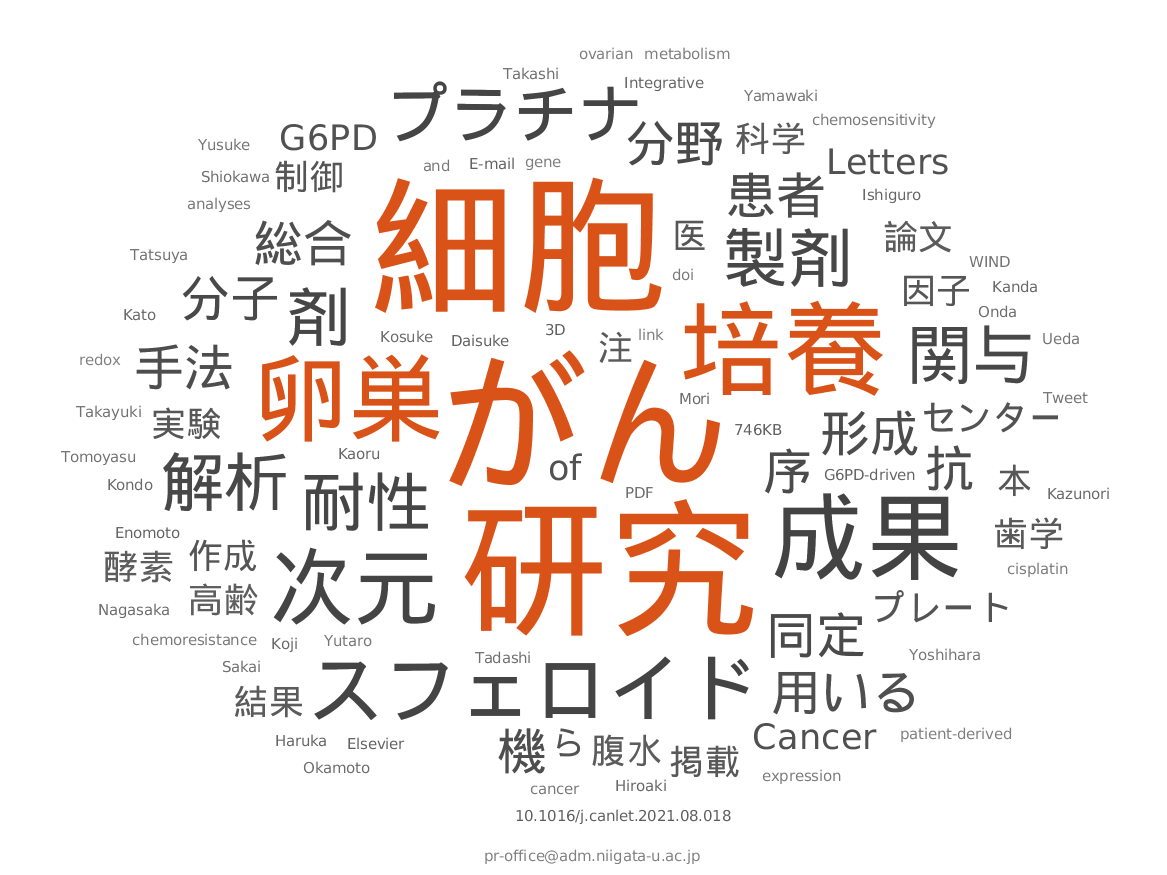 ovarian metabolism
Takashi
Integrative
プラチナ
Yamawaki
chemosensitivity
G6PD
分野
科学
Yusuke
and
E-mail
gene
Letters
Shiokawa
制御
患者
Ishiguro
analyses
細胞
総合
医
製剤
論文
Tatsuya
WIND
doi
分子
剤
因子
Kanda
Kato
Onda
3D
Kosuke
Daisuke
注
link
培養
関与
Ueda
redox
手法
卵巣
がん
Mori
Tweet
Takayuki
実験
746KB
形成
センター
Tomoyasu
Kaoru
解析
of
序
G6PD-driven
抗
本
Kondo
耐性
PDF
Kazunori
Enomoto
成果
歯学
酵素
作成
次元
研究
cisplatin
高齢
Nagasaka
プレート
chemoresistance
Koji
Yutaro
同定
Tadashi
Yoshihara
Sakai
結果
スフェロイド
用いる
Haruka
Elsevier
機
ら
腹水
掲載
Cancer
patient-derived
Okamoto
cancer
Hiroaki
expression
10.1016/j.canlet.2021.08.018
pr-office@adm.niigata-u.ac.jp